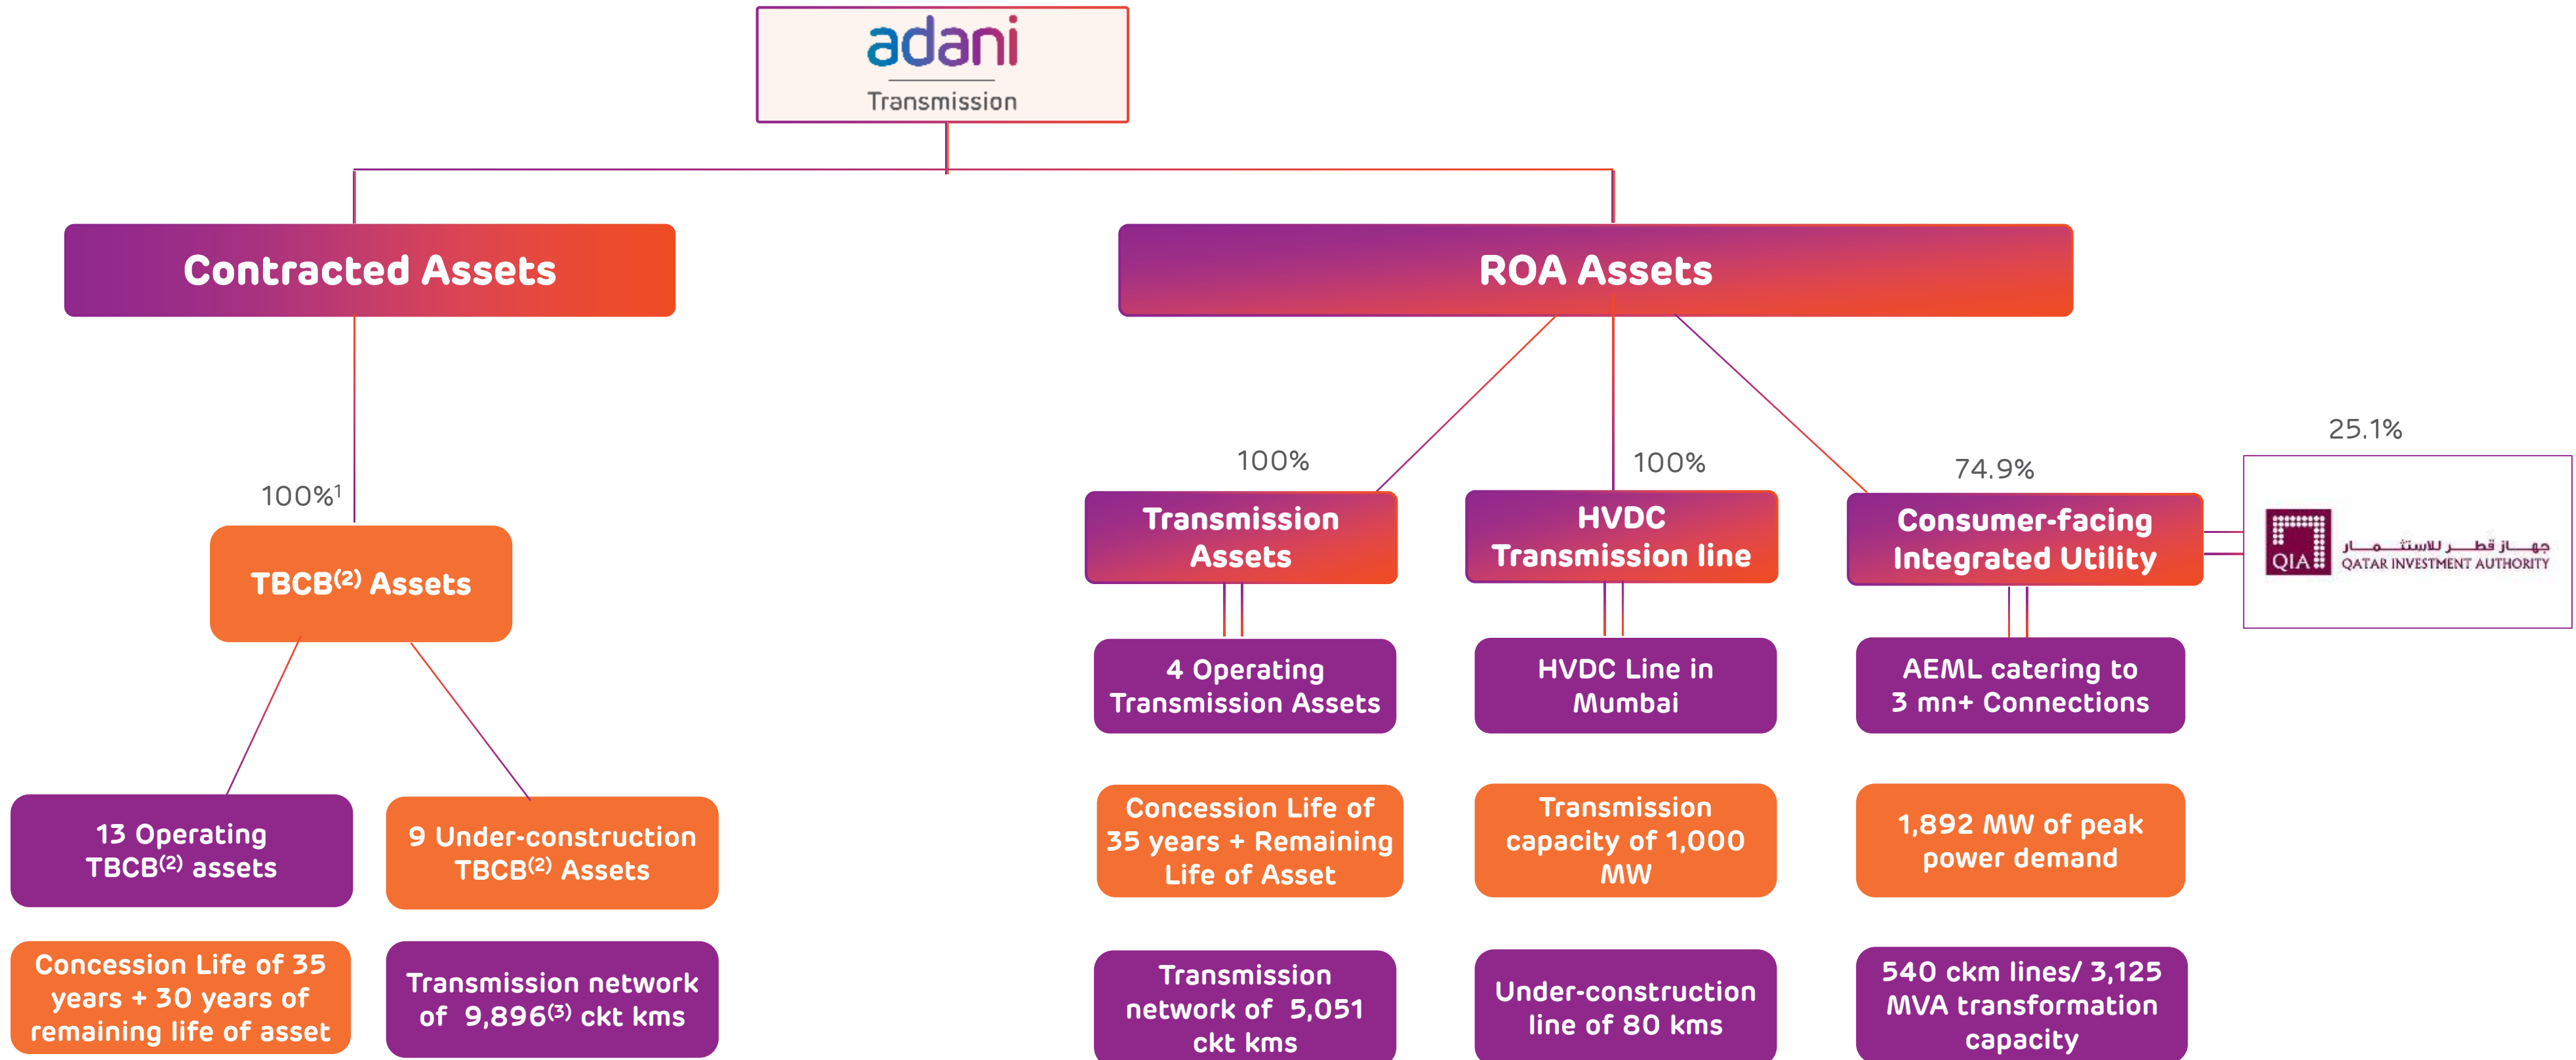 adani
Transmission
Contracted Assets
ROA Assets
100%¹
TBCB⁽²⁾ Assets
13 Operating
TBCB⁽²⁾ assets
9 Under-construction
TBCB⁽²⁾ Assets
Concession Life of 35
years + 30 years of
remaining life of asset
Transmission network
of 9,896⁽³⁾ ckt kms
100%
Transmission
Assets
4 Operating
Transmission Assets
Concession Life of
35 years + Remaining
Life of Asset
Transmission
network of 5,051
ckt kms
100%
HVDC
Transmission line
HVDC Line in
Mumbai
Transmission
capacity of 1,000
MW
Under-construction
line of 80 kms
74.9%
Consumer-facing
Integrated Utility
AEML catering to
3 mn+ Connections
1,892 MW of peak
power demand
540 ckm lines/ 3,125
MVA transformation
capacity
25.1%
QIA
جهاز قطر للاستثمار
QATAR INVESTMENT AUTHORITY